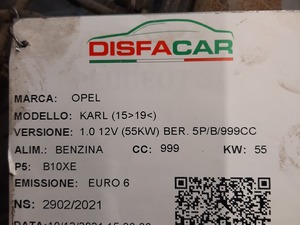 DISFACAR
MARCA: OPEL
MODELLO: KARL (15>19<)
VERSIONE: 1.0 12V (55KW) BER. 5P/B/999CC
ALIM.: BENZINA CC: 999 KW: 55
P5: B10XE
EMISSIONE: EURO 6
NS: 2902/2021